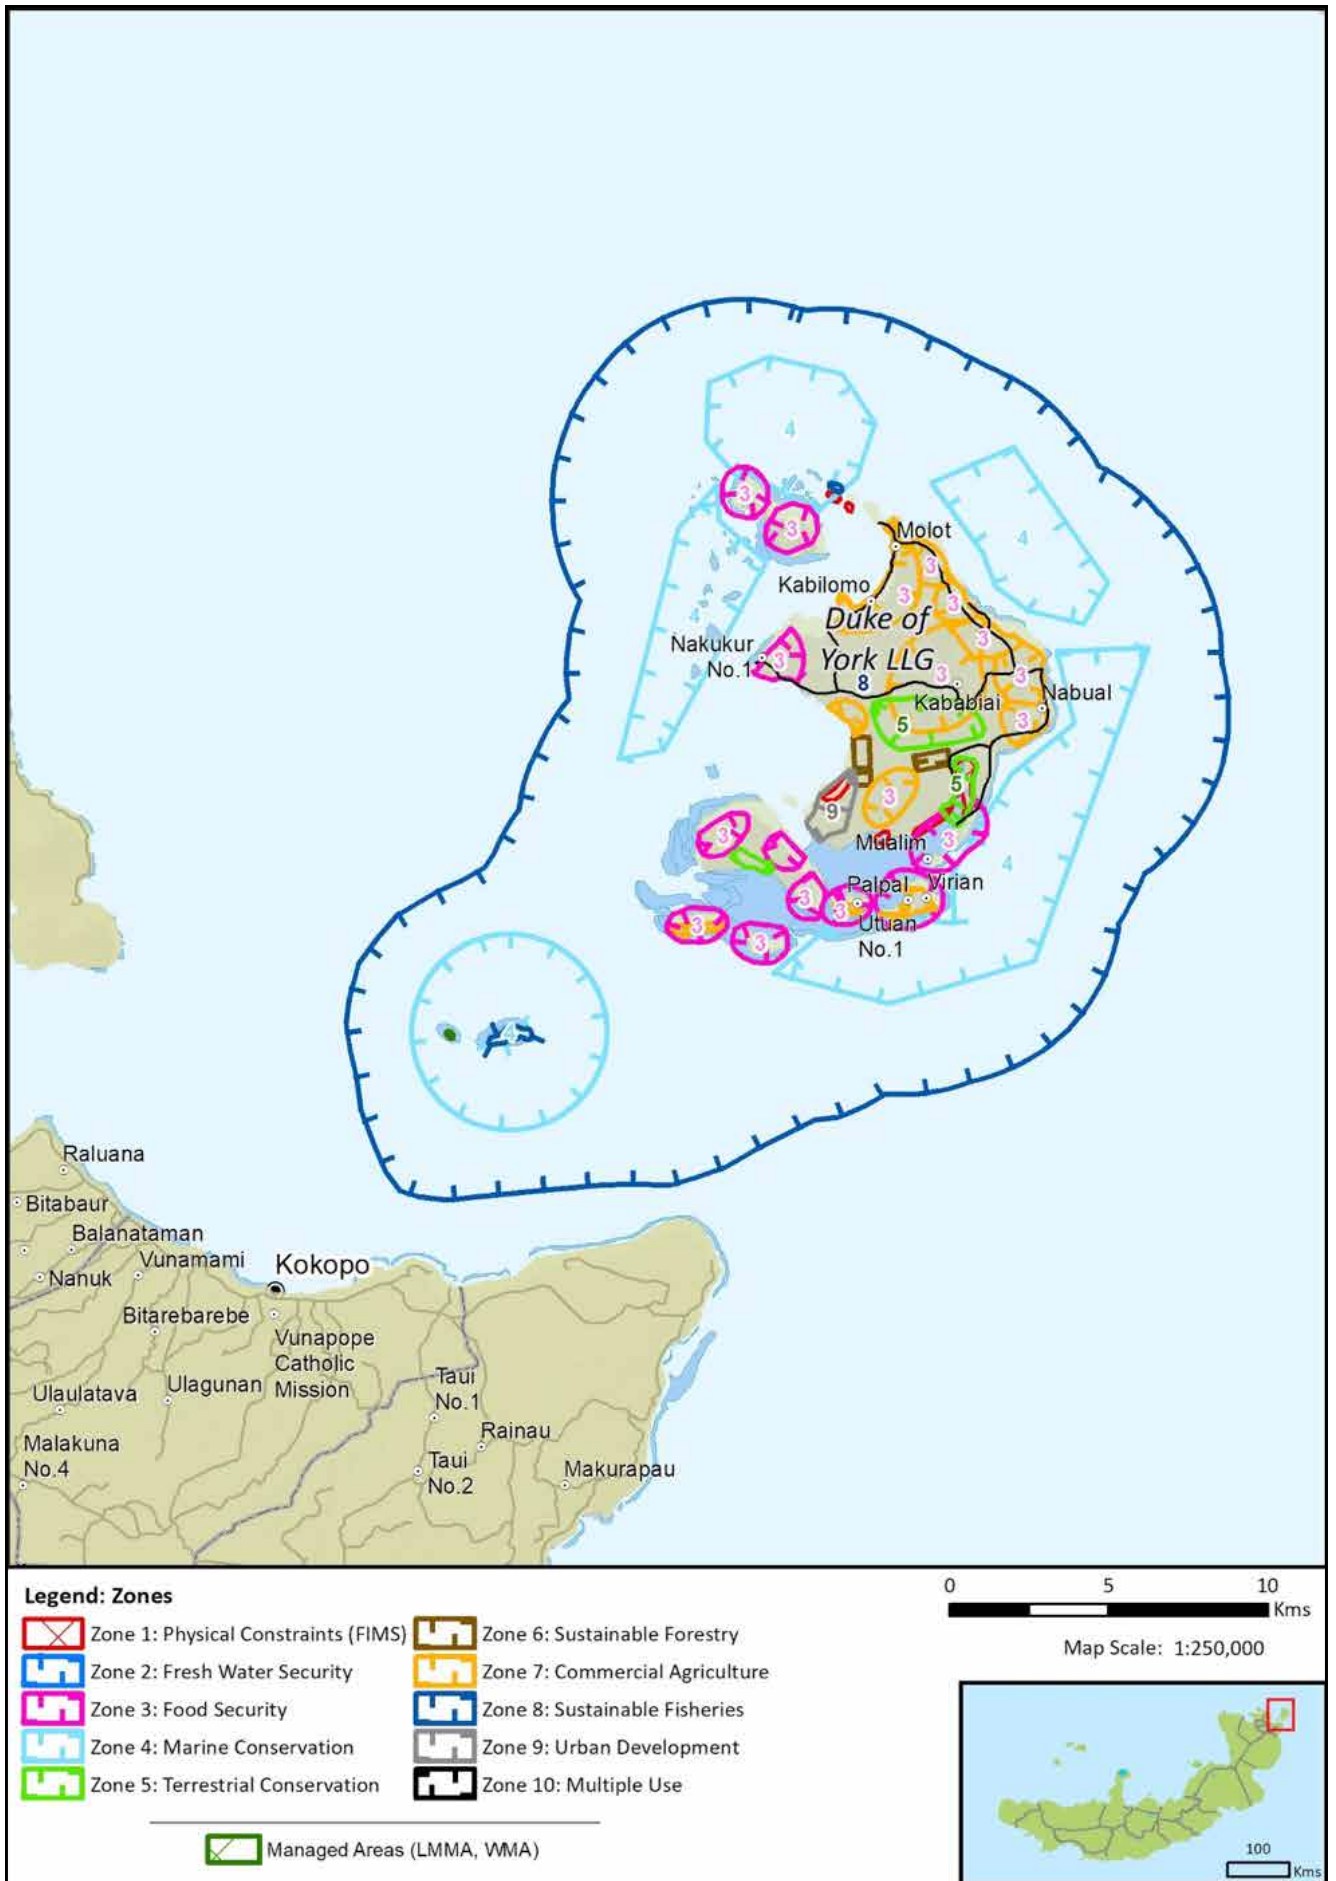 4
3
4
3
4
Molot
3
Kabilomo
3
3
Duke of
4
3
Nakukur
No.1
3
York LLG
3
3
8
Kababiai
Nabual
5
3
5
3
9
3
Mualim
3
4
Palpal
Virian
3
3
Utuan
No.1
3
3
4
Raluana
Bitabaur
Balanataman
Vunamami
Nanuk
Kokopo
Bitarebarebe
Vunapope
Catholic
Mission
Ulaulatava
Ulagunan
Taui
No.1
Rainau
Malakuna
No.4
Taui
No.2
Makurapau
Legend: Zones
Zone 1: Physical Constraints (FIMS)
Zone 2: Fresh Water Security
Zone 3: Food Security
Zone 4: Marine Conservation
Zone 5: Terrestrial Conservation
Zone 6: Sustainable Forestry
Zone 7: Commercial Agriculture
Zone 8: Sustainable Fisheries
Zone 9: Urban Development
Zone 10: Multiple Use
Managed Areas (LMMA, WMA)
0 5 10
Kms
Map Scale: 1:250,000
100
Kms